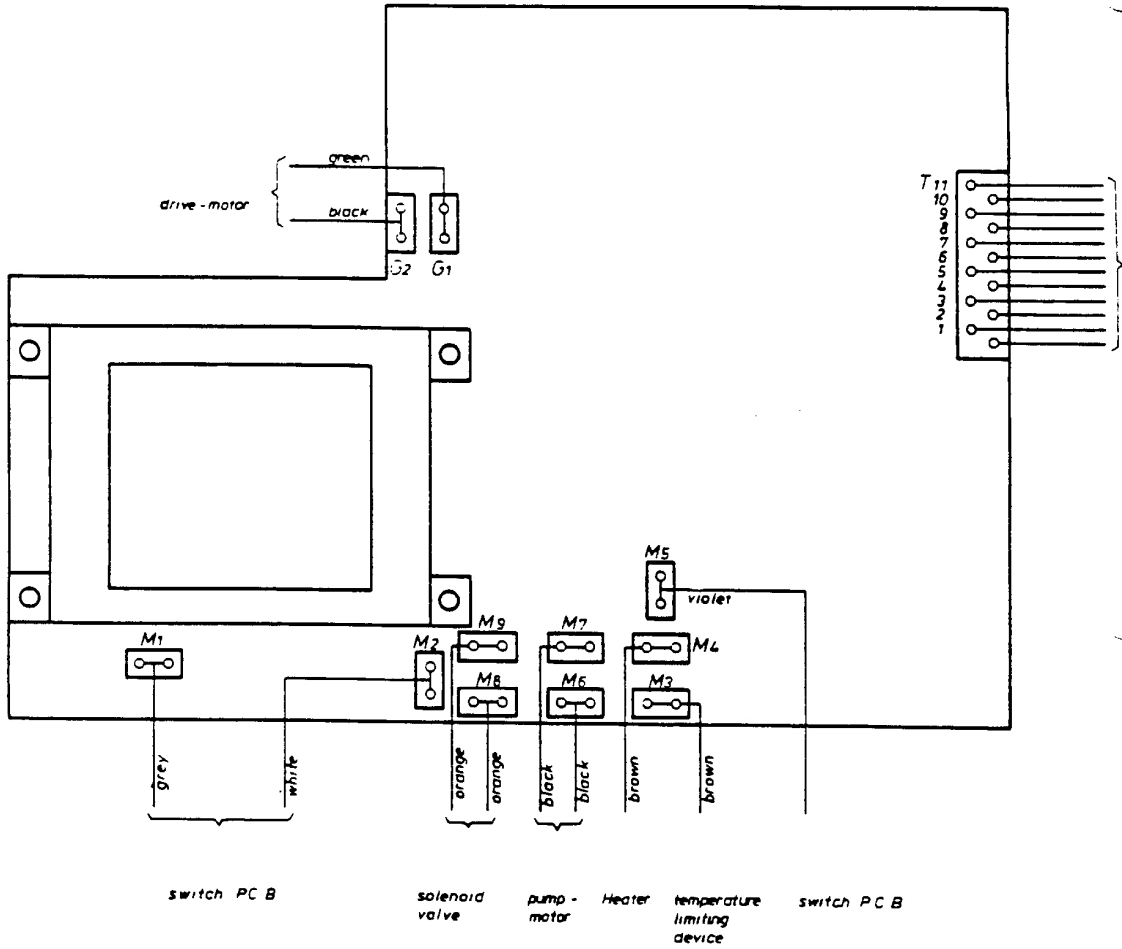 green
drive-motor
black
G2 G1
T 11
10
9
8
7
6
5
4
3
2
1
M5
violet
M1
M2
M9
M7
M4
M8
M6
M3
grey
white
orange
orange
black
black
brown
brown
switch PCB
solenoid
valve
pump-
motor
Heater
temperature
limiting
device
switch PCB